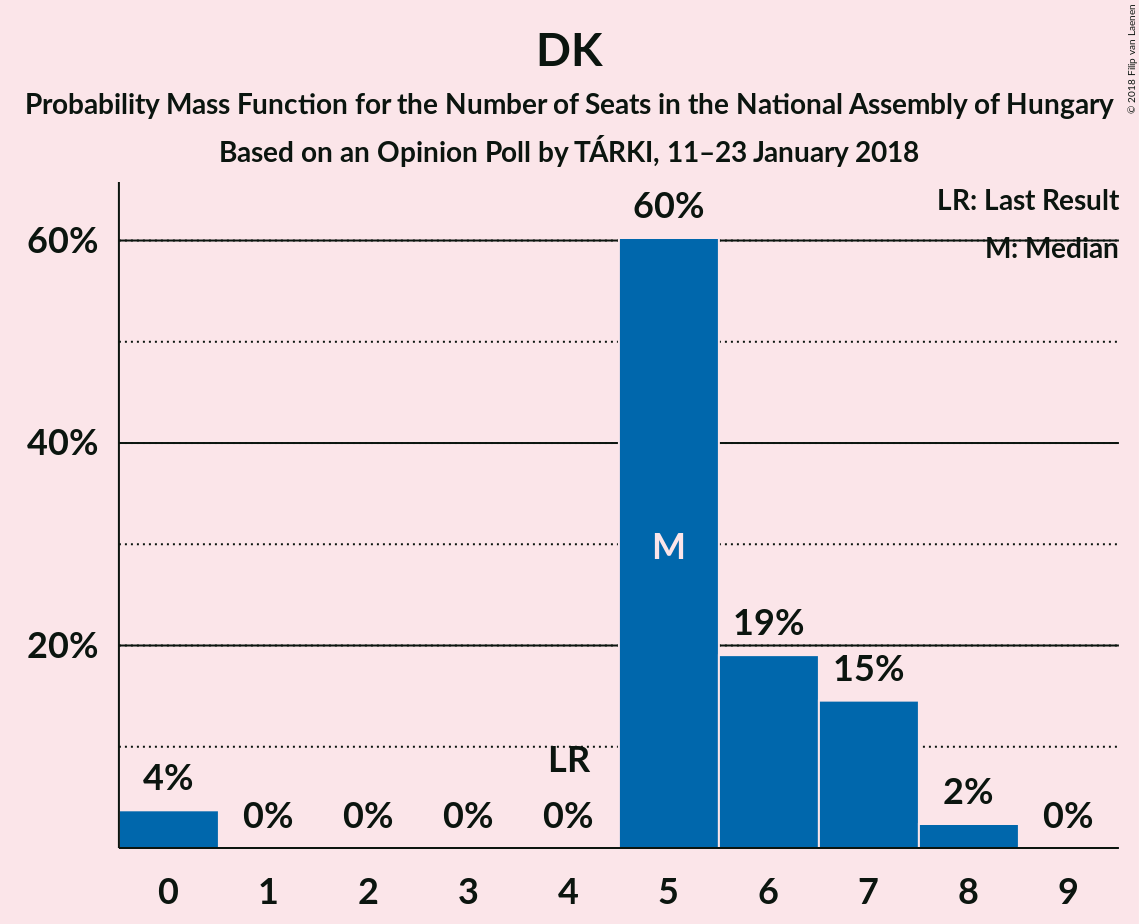 DK
Probability Mass Function for the Number of Seats in the National Assembly of Hungary
Based on an Opinion Poll by TÁRKI, 11–23 January 2018
© 2018 Filip van Laenen
LR: Last Result
M: Median
60%
40%
20%
4%
0%
0%
0%
LR
0%
60%
M
19%
15%
2%
0%
0 1 2 3 4 5 6 7 8 9